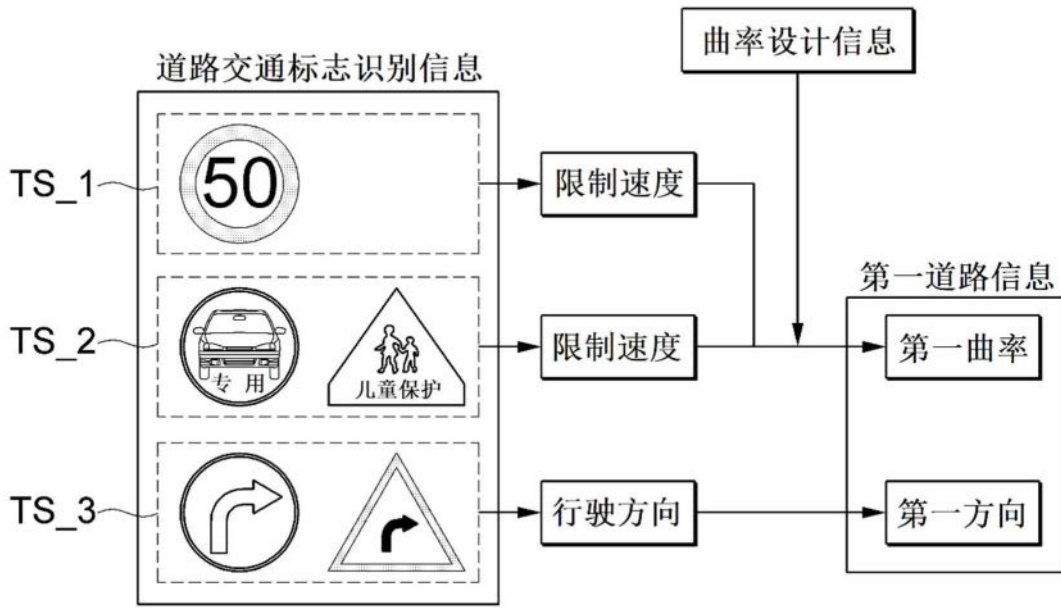 曲率设计信息
道路交通标志识别信息
TS_1
50
限制速度
第一道路信息
TS_2
专用
儿童保护
限制速度
第一曲率
TS_3
行驶方向
第一方向